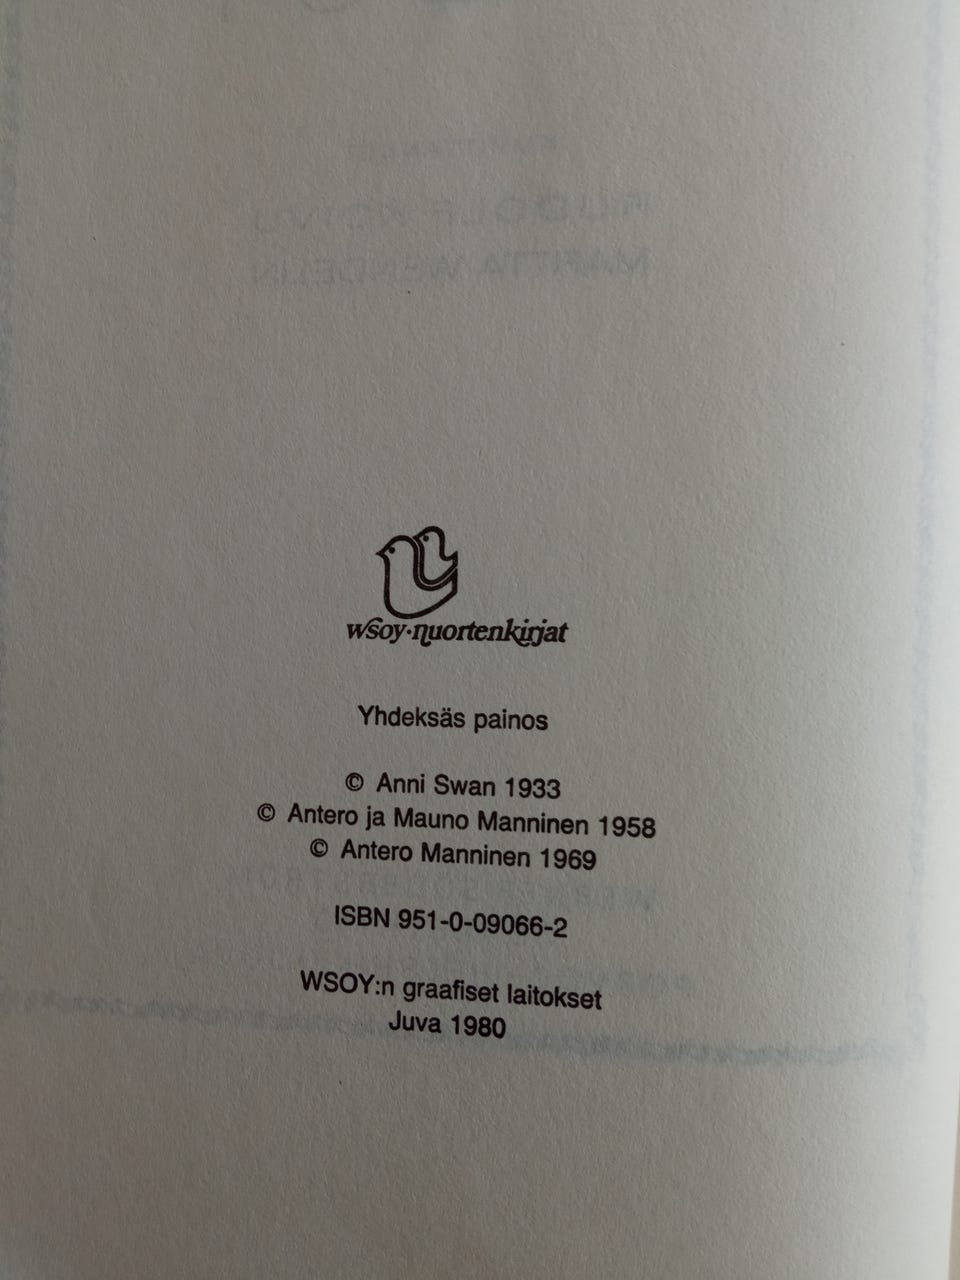 wsoy·nuortenkirjat
Yhdeksäs painos
© Anni Swan 1933
© Antero ja Mauno Manninen 1958
© Antero Manninen 1969
ISBN 951-0-09066-2
WSOY:n graafiset laitokset
Juva 1980